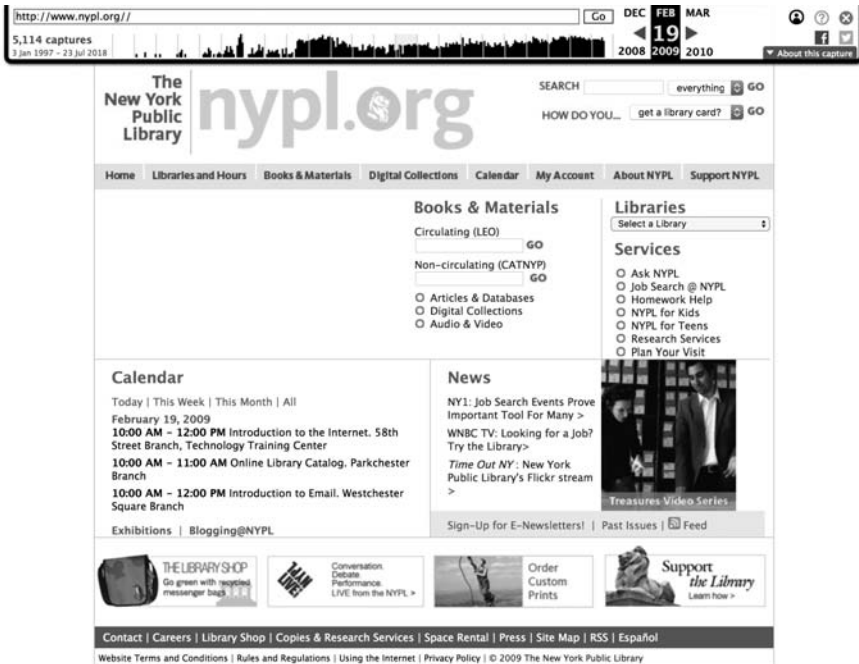 http://www.nypl.org//
Go
DEC FEB MAR
5,114 captures
19
3 Jan 1997 – 23 Jul 2018
2008 2009 2010
About this capture
The
New York
Public
Library
nypl.org
SEARCH everything GO
HOW DO YOU... get a library card? GO
Home Libraries and Hours Books & Materials Digital Collections Calendar My Account About NYPL Support NYPL
Books & Materials
Circulating (LEO)
GO
Non-circulating (CATNYP)
GO
Articles & Databases
Digital Collections
Audio & Video
Libraries
Select a Library
Services
Ask NYPL
Job Search @ NYPL
Homework Help
NYPL for Kids
NYPL for Teens
Research Services
Plan Your Visit
Calendar
Today | This Week | This Month | All
February 19, 2009
10:00 AM – 12:00 PM Introduction to the Internet. 58th
Street Branch, Technology Training Center
10:00 AM – 11:00 AM Online Library Catalog. Parkchester
Branch
10:00 AM – 12:00 PM Introduction to Email. Westchester
Square Branch
Exhibitions | Blogging@NYPL
News
NY1: Job Search Events Prove
Important Tool For Many >
WNBC TV: Looking for a Job?
Try the Library>
Time Out NY : New York
Public Library's Flickr stream
>
Treasures Video Series
Sign-Up for E-Newsletters! | Past Issues | Feed
THE LIBRARY SHOP
Go green with recycled
messenger bags
LIVE NYPL
Conversation.
Debate.
Performance.
LIVE from the NYPL >
Order
Custom
Prints
Support
the Library
Learn how >
Contact | Careers | Library Shop | Copies & Research Services | Space Rental | Press | Site Map | RSS | Español
Website Terms and Conditions | Rules and Regulations | Using the Internet | Privacy Policy | © 2009 The New York Public Library